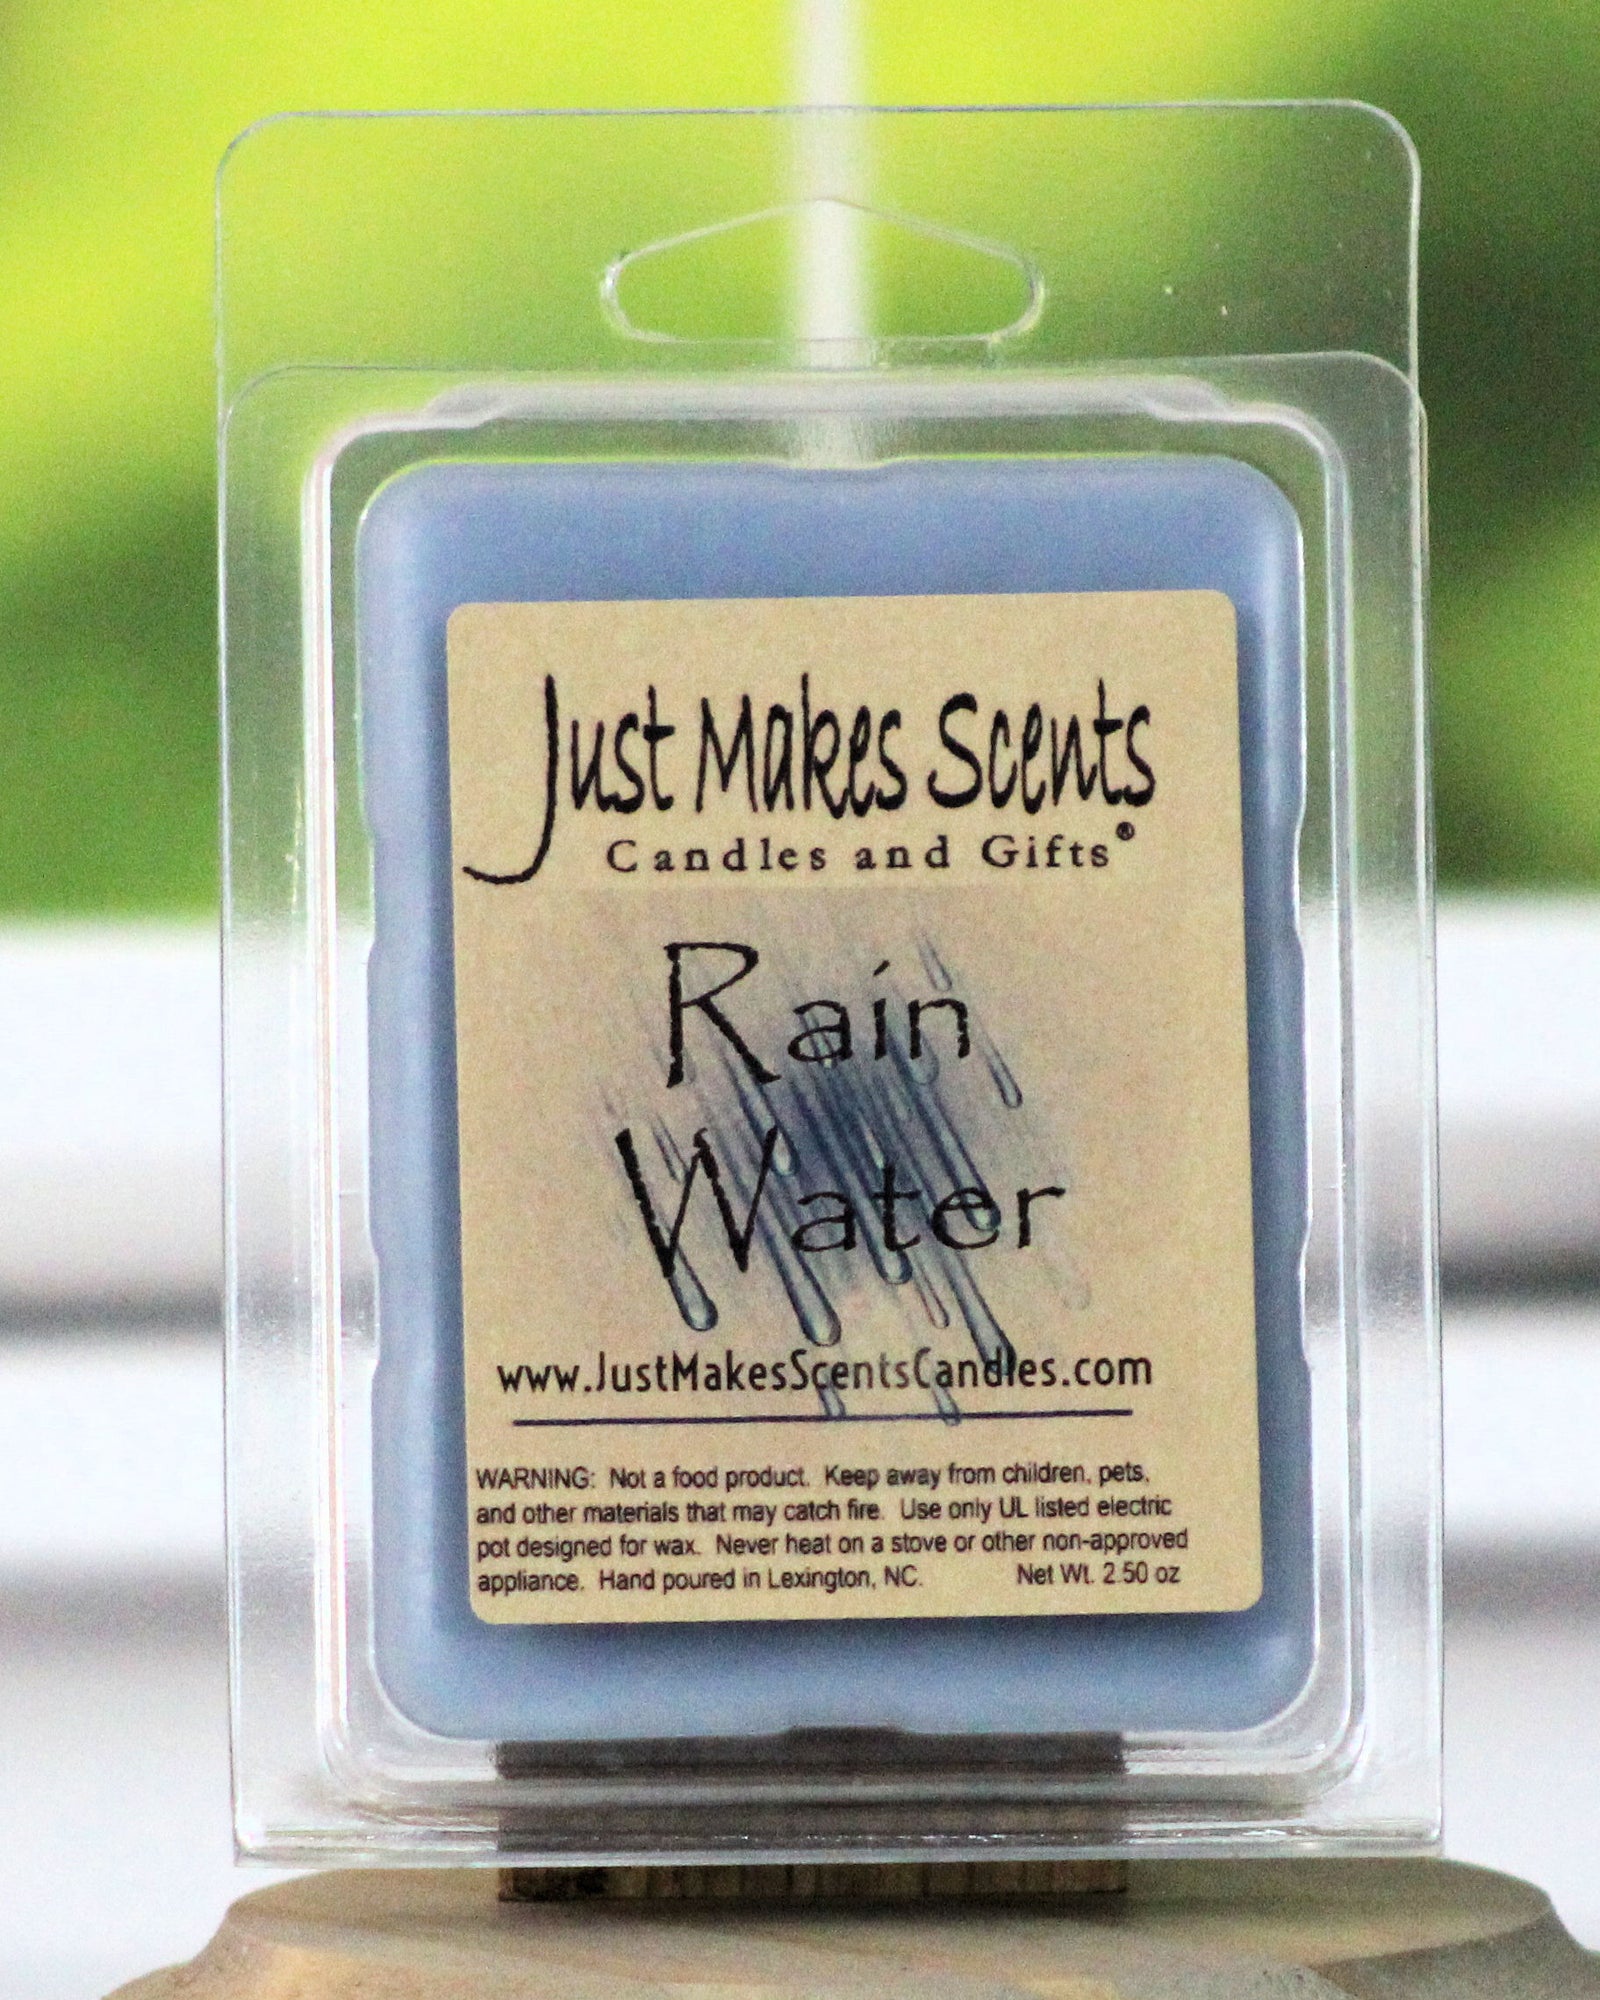 Just Makes Scents
Candles and Gifts®
Rain
Water
www.JustMakesScentsCandles.com
WARNING: Not a food product. Keep away from children, pets,
and other materials that may catch fire. Use only UL listed electric
pot designed for wax. Never heat on a stove or other non-approved
appliance. Hand poured in Lexington, NC. Net Wt. 2.50 oz